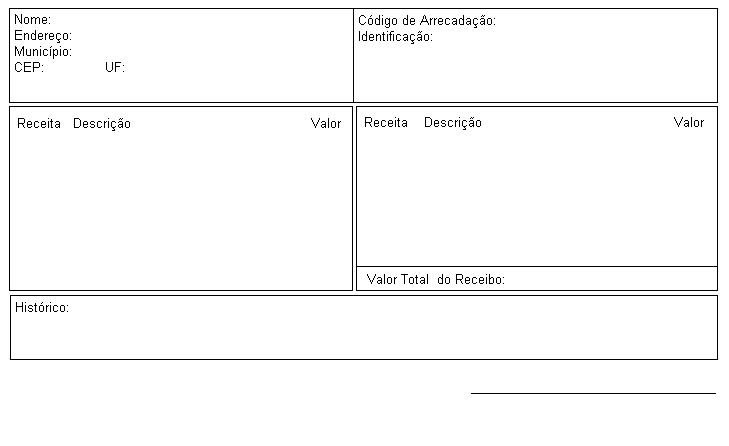 Nome:
Endereço:
Município:
CEP: UF:
Código de Arrecadação:
Identificação:
Receita Descrição Valor
Receita Descrição Valor
Valor Total do Receibo:
Histórico: